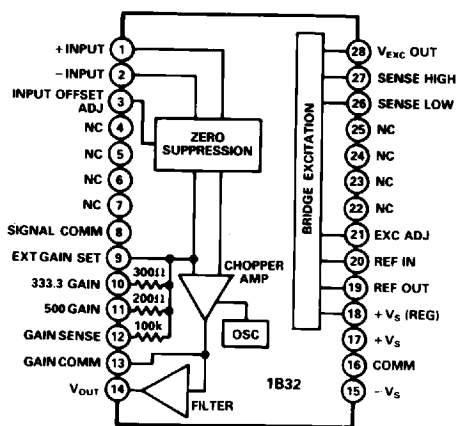 + INPUT 1
− INPUT 2
INPUT OFFSET
ADJ 3
NC 4
NC 5
NC 6
NC 7
SIGNAL COMM 8
EXT GAIN SET 9
333.3 GAIN 10
500 GAIN 11
GAIN SENSE 12
GAIN COMM 13
VOUT 14
ZERO
SUPPRESSION
300Ω
200Ω
100k
CHOPPER
AMP
OSC
FILTER
1B32
BRIDGE EXCITATION
28 VEXC OUT
27 SENSE HIGH
26 SENSE LOW
25 NC
24 NC
23 NC
22 NC
21 EXC ADJ
20 REF IN
19 REF OUT
18 + VS (REG)
17 + VS
16 COMM
15 − VS